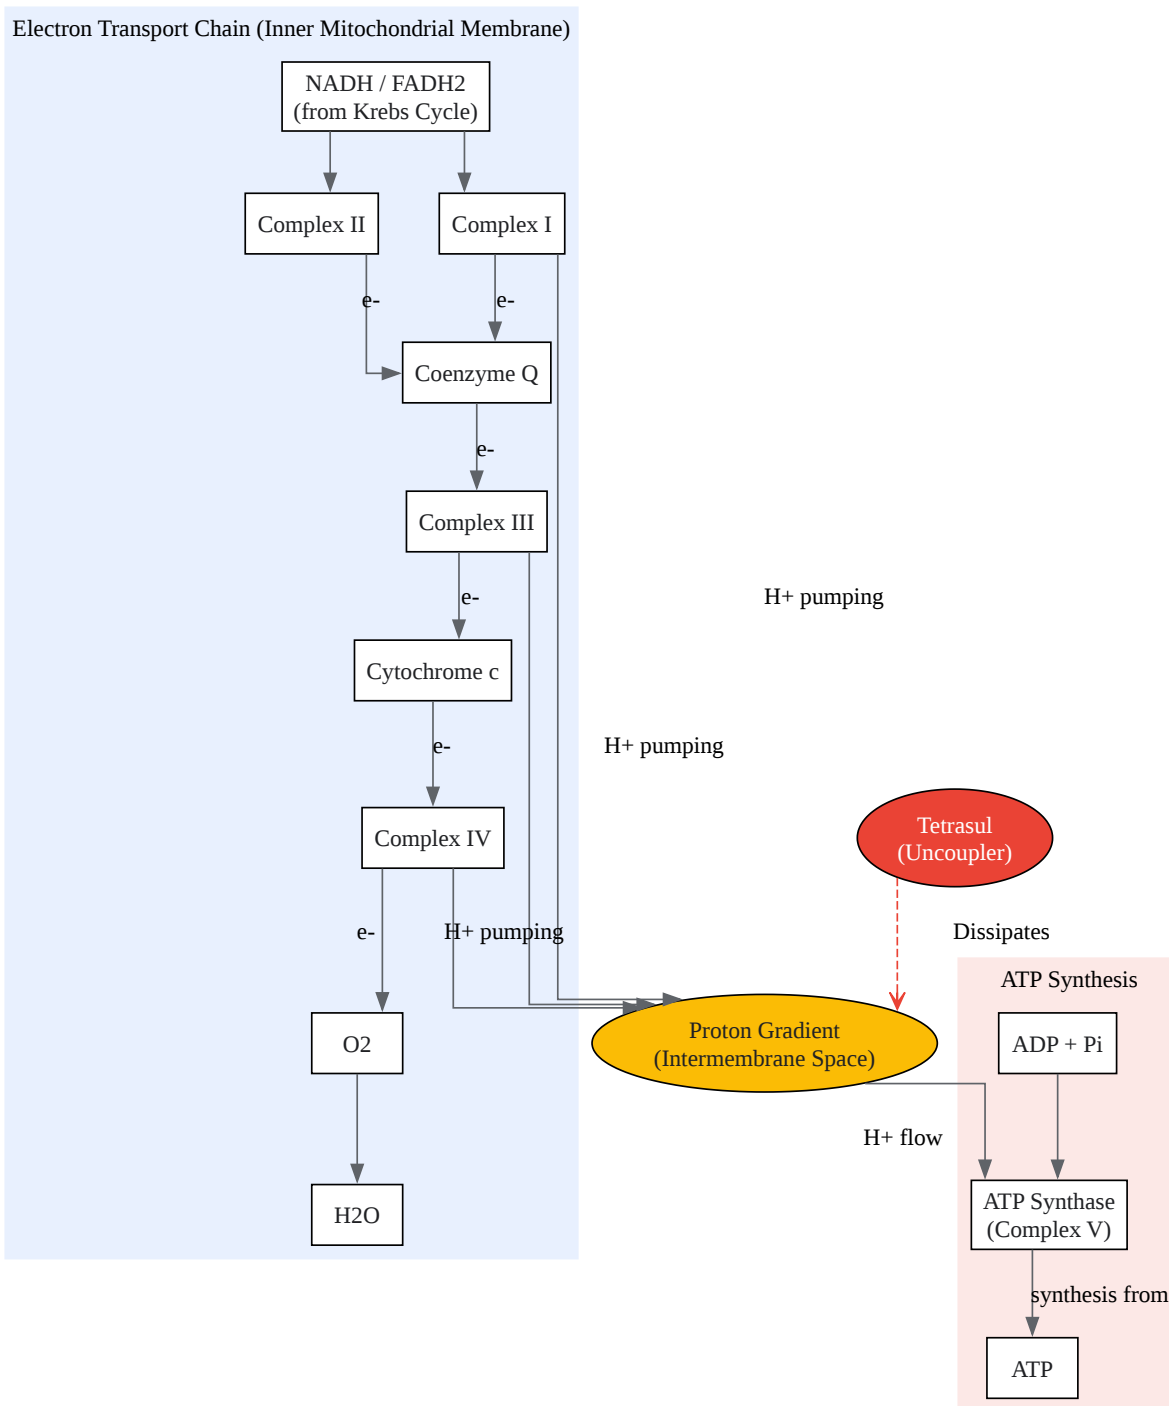 Electron Transport Chain (Inner Mitochondrial Membrane)
NADH / FADH2
(from Krebs Cycle)
Complex II
Complex I
e-
e-
Coenzyme Q
e-
Complex III
e-
H+ pumping
Cytochrome c
e-
H+ pumping
Complex IV
Tetrasul
(Uncoupler)
e-
H+ pumping
Dissipates
ATP Synthesis
O2
Proton Gradient
(Intermembrane Space)
ADP + Pi
H+ flow
H2O
ATP Synthase
(Complex V)
synthesis from
ATP